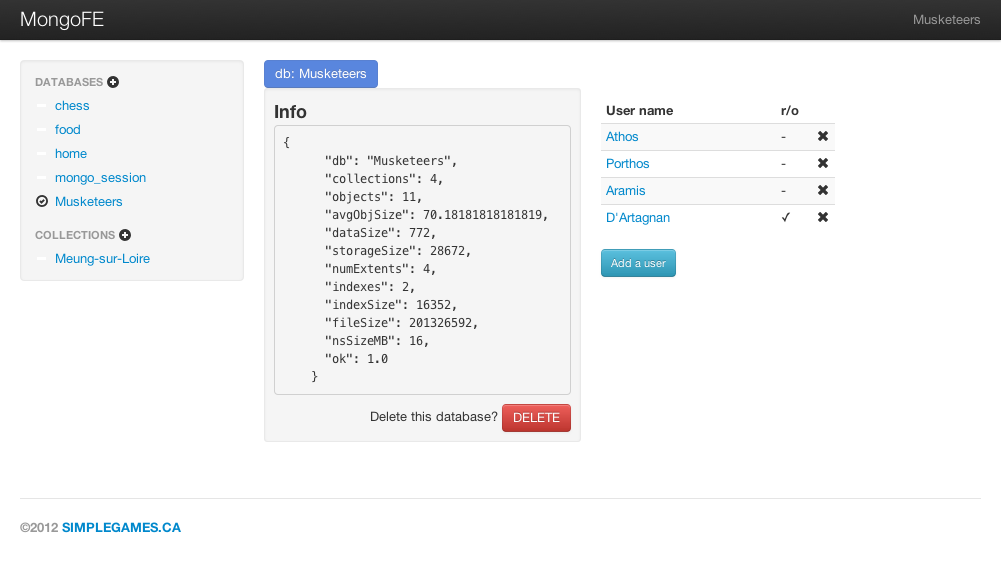 MongoFE
Musketeers
DATABASES
chess
food
home
mongo_session
Musketeers
COLLECTIONS
Meung-sur-Loire
db: Musketeers
Info
{
"db": "Musketeers",
"collections": 4,
"objects": 11,
"avgObjSize": 70.18181818181819,
"dataSize": 772,
"storageSize": 28672,
"numExtents": 4,
"indexes": 2,
"indexSize": 16352,
"fileSize": 201326592,
"nsSizeMB": 16,
"ok": 1.0
}
Delete this database? DELETE
User name r/o
Athos - ✖
Porthos - ✖
Aramis - ✖
D'Artagnan ✓ ✖
Add a user
©2012 SIMPLEGAMES.CA